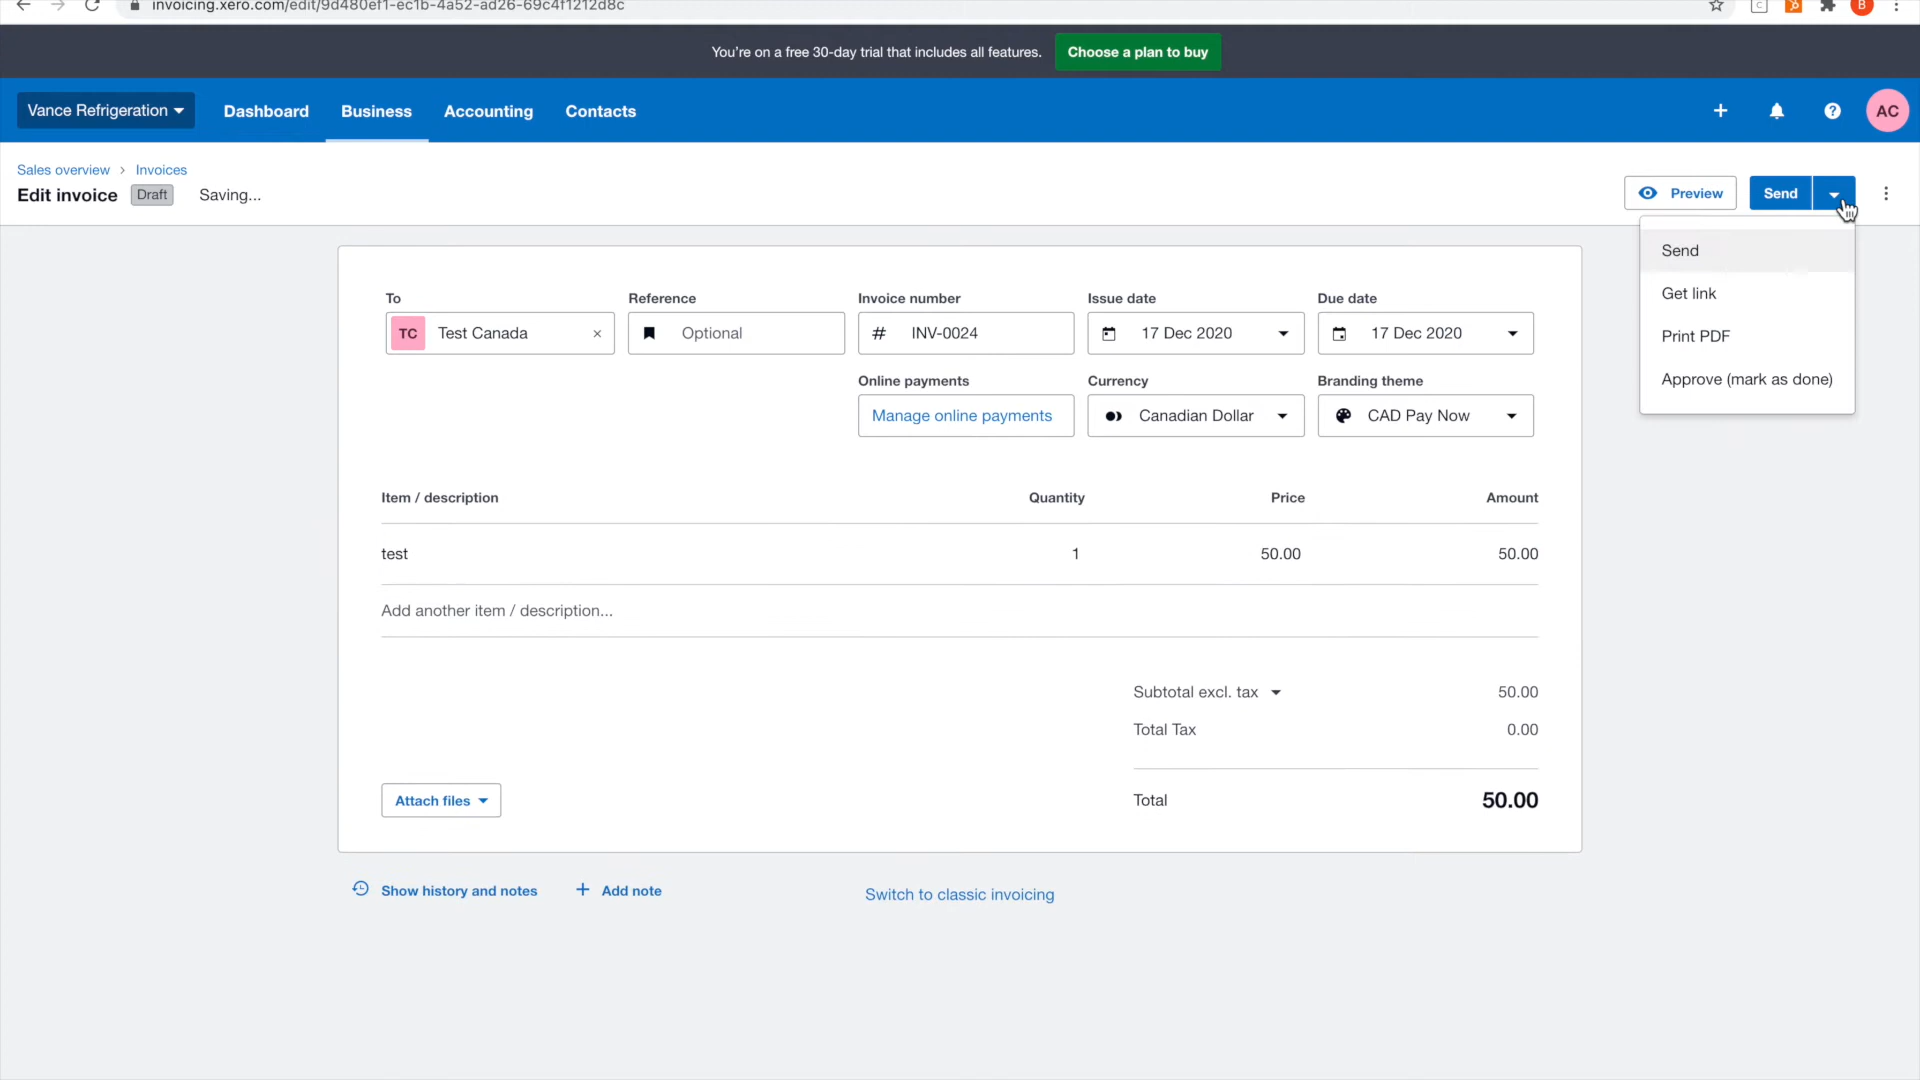 invoicing.xero.com/edit/9d480ef1-ec1b-4a52-ad26-69c4f1212d8c
B
You're on a free 30-day trial that includes all features.
Choose a plan to buy
Vance Refrigeration
Dashboard
Business
Accounting
Contacts
AC
Sales overview
Invoices
Edit invoice
Draft
Saving...
Preview
Send
Send
Get link
Print PDF
Approve (mark as done)
To
Reference
Invoice number
Issue date
Due date
TC
Test Canada
Optional
# INV-0024
17 Dec 2020
17 Dec 2020
Online payments
Currency
Branding theme
Manage online payments
Canadian Dollar
CAD Pay Now
Item / description
Quantity
Price
Amount
test
1
50.00
50.00
Add another item / description...
Subtotal excl. tax
50.00
Total Tax
0.00
Attach files
Total
50.00
Show history and notes
Add note
Switch to classic invoicing